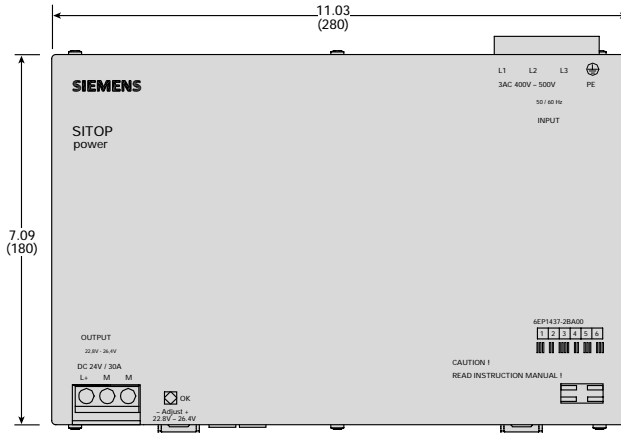 11.03
(280)
L1 L2 L3
3AC 400V – 500V PE
50 / 60 Hz
INPUT
SIEMENS
SITOP
power
7.09
(180)
6EP1437-2BA00
1 2 3 4 5 6
OUTPUT
22,8V - 26,4V
DC 24V / 30A
L+ M M
CAUTION !
READ INSTRUCTION MANUAL !
OK
– Adjust +
22.8V – 26.4V